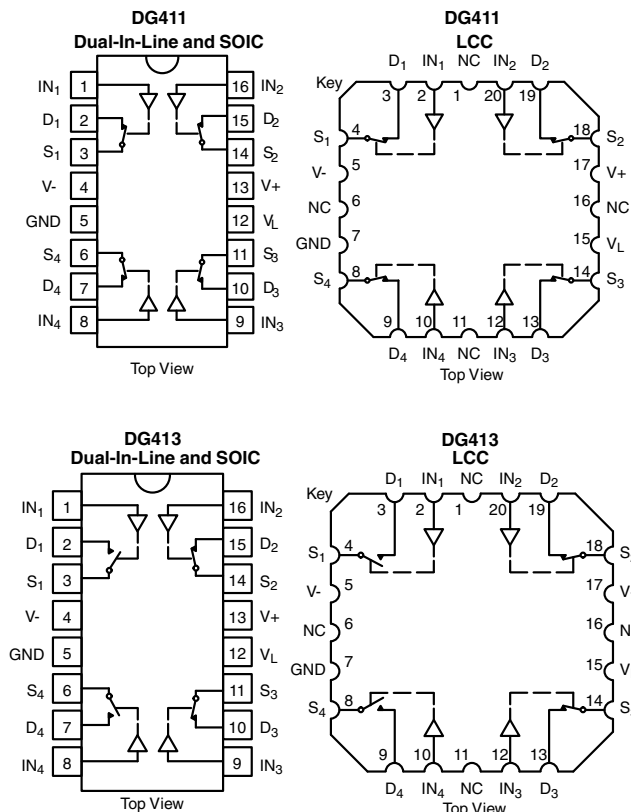 DG411
Dual-In-Line and SOIC
IN1 1 16 IN2
D1 2 15 D2
S1 3 14 S2
V- 4 13 V+
GND 5 12 VL
S4 6 11 S3
D4 7 10 D3
IN4 8 9 IN3
Top View
DG411
LCC
D1 IN1 NC IN2 D2
Key 3 2 1 20 19
S1 4 18 S2
V- 5 17 V+
NC 6 16 NC
GND 7 15 VL
S4 8 14 S3
9 10 11 12 13
D4 IN4 NC IN3 D3
Top View
DG413
Dual-In-Line and SOIC
IN1 1 16 IN2
D1 2 15 D2
S1 3 14 S2
V- 4 13 V+
GND 5 12 VL
S4 6 11 S3
D4 7 10 D3
IN4 8 9 IN3
Top View
DG413
LCC
D1 IN1 NC IN2 D2
Key 3 2 1 20 19
S1 4 18 S
V- 5 17 V
NC 6 16 N
GND 7 15 V
S4 8 14 S
9 10 11 12 13
D4 IN4 NC IN3 D3
Top View